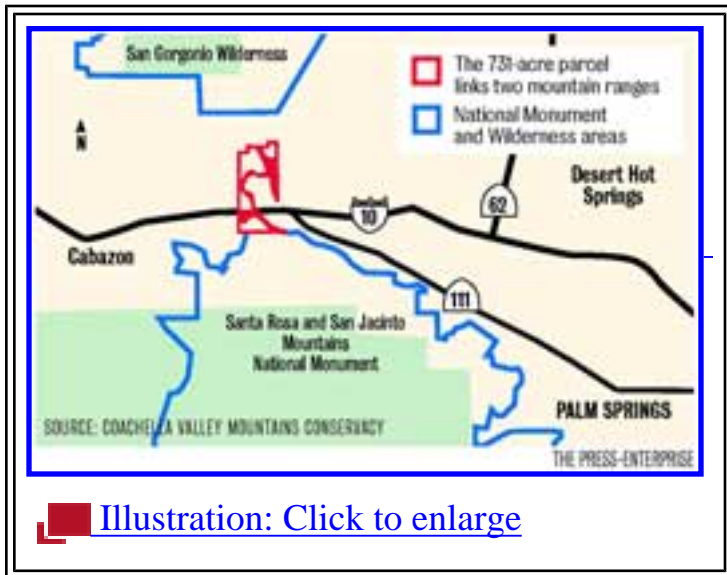 San Gorgonio Wilderness
The 731-acre parcel
links two mountain ranges
National Monument
and Wilderness areas
N
Desert Hot
Springs
62
10
Cabazon
111
Santa Rosa and San Jacinto
Mountains
National Monument
PALM SPRINGS
SOURCE: COACHELLA VALLEY MOUNTAINS CONSERVACY
THE PRESS-ENTERPRISE
Illustration: Click to enlarge